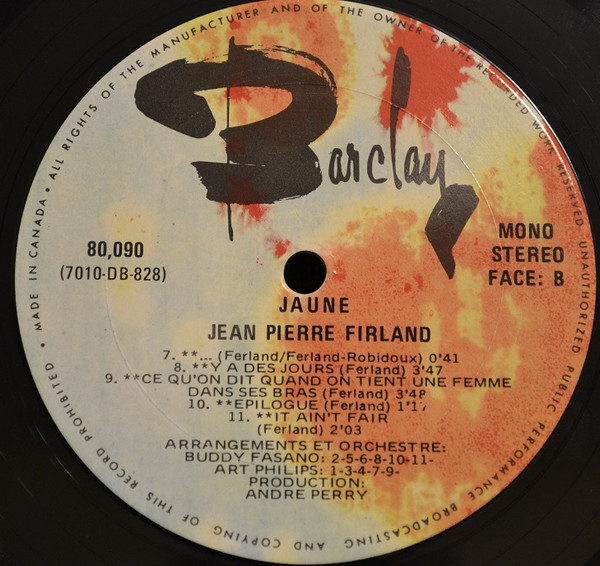 ALL RIGHTS OF THE MANUFACTURER AND OF THE OWNER OF THE RECORDED WORK RESERVED UNAUTHORIZED PUBLIC PERFORMANCE BROADCASTING AND COPYING OF THIS RECORD PROHIBITED • MADE IN CANADA •
Barclay
80,090
(7010-DB-828)
MONO
STEREO
FACE: B
JAUNE
JEAN PIERRE FIRLAND
7. **... (Ferland/Ferland-Robidoux) 0'41
8. **Y A DES JOURS (Ferland) 3'47
9. **CE QU'ON DIT QUAND ON TIENT UNE FEMME
DANS SES BRAS (Ferland) 3'48
10. **EPILOGUE (Ferland)
11. **IT AIN'T FAIR
(Ferland) 2'03
ARRANGEMENTS ET ORCHESTRE:
BUDDY FASANO: 2-5-6-8-10-11-
ART PHILIPS: 1-3-4-7-9-
PRODUCTION:
ANDRE PERRY